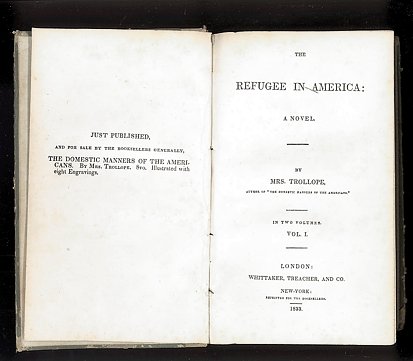 JUST PUBLISHED,
AND FOR SALE BY THE BOOKSELLERS GENERALLY,
THE DOMESTIC MANNERS OF THE AMERI-
CANS. By Mrs. Trollope. 8vo. Illustrated with
eight Engravings.
THE
REFUGEE IN AMERICA:
A NOVEL.
BY
MRS. TROLLOPE,
AUTHOR OF "THE DOMESTIC MANNERS OF THE AMERICANS."
IN TWO VOLUMES.
VOL. I.
LONDON:
WHITTAKER, TREACHER, AND CO.
NEW-YORK:
REPRINTED FOR THE BOOKSELLERS.
1833.